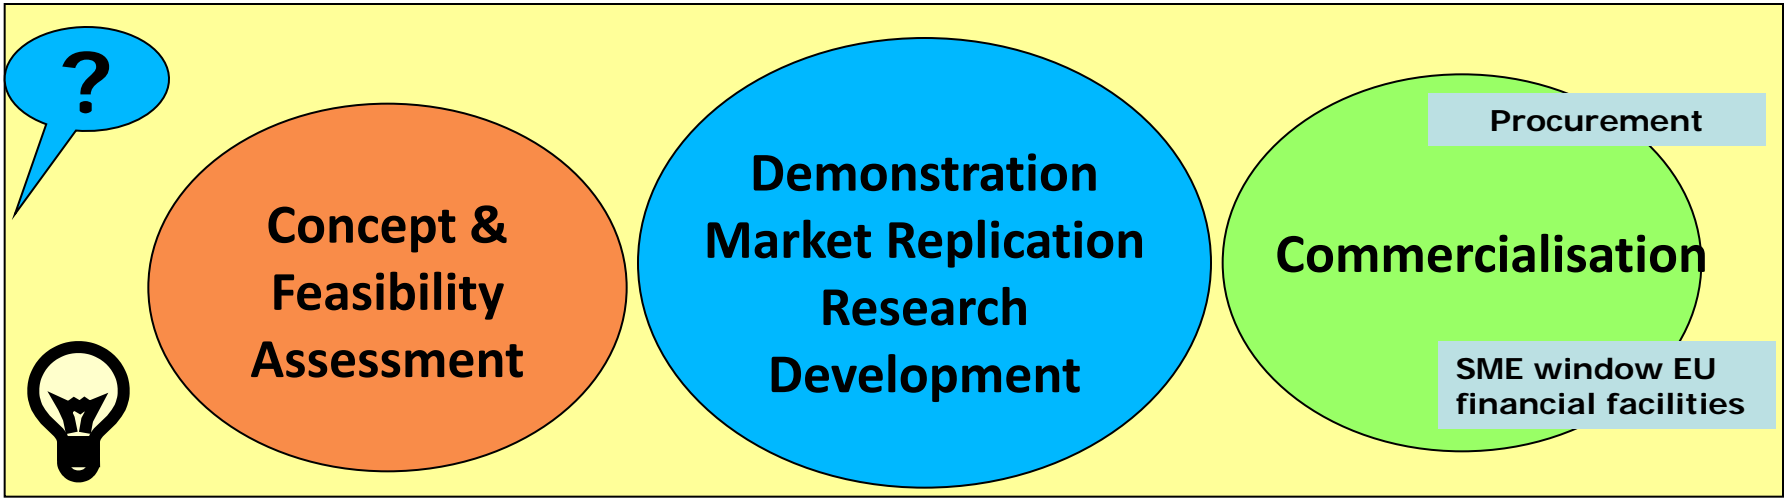 ?
Concept &
Feasibility
Assessment
Demonstration
Market Replication
Research
Development
Procurement
Commercialisation
SME window EU
financial facilities